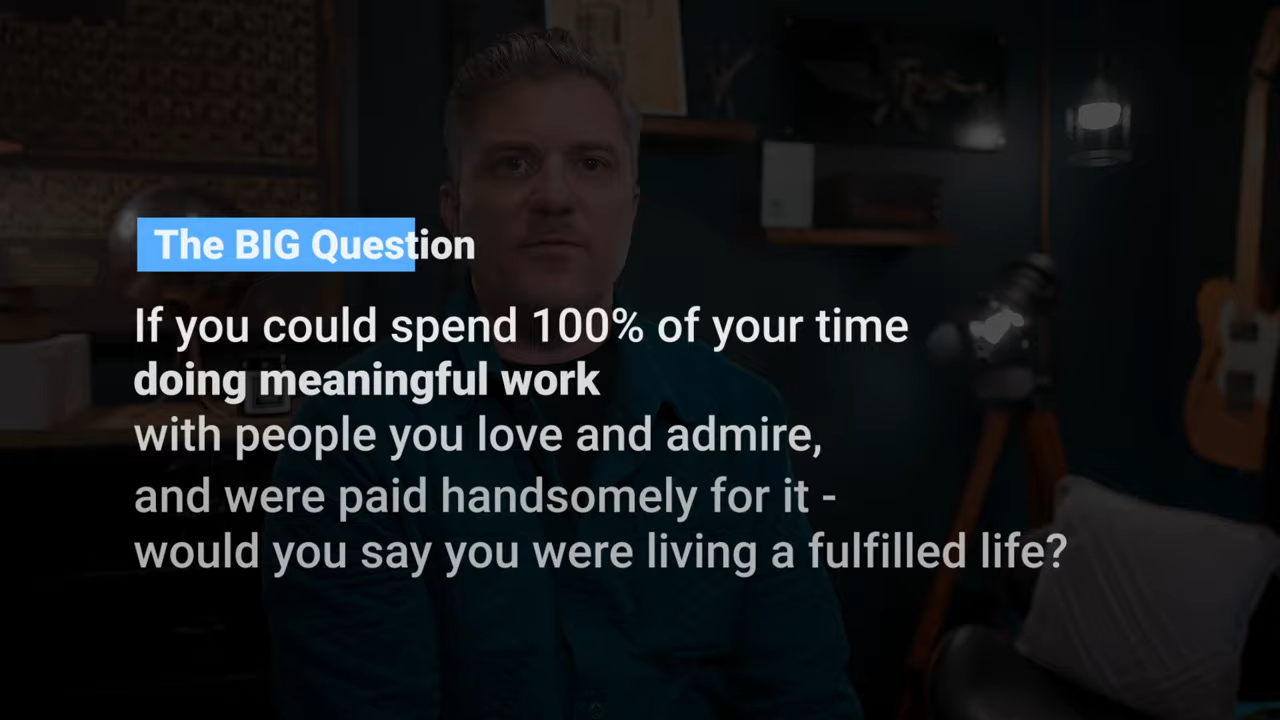 The BIG Question
If you could spend 100% of your time
doing meaningful work
with people you love and admire,
and were paid handsomely for it -
would you say you were living a fulfilled life?